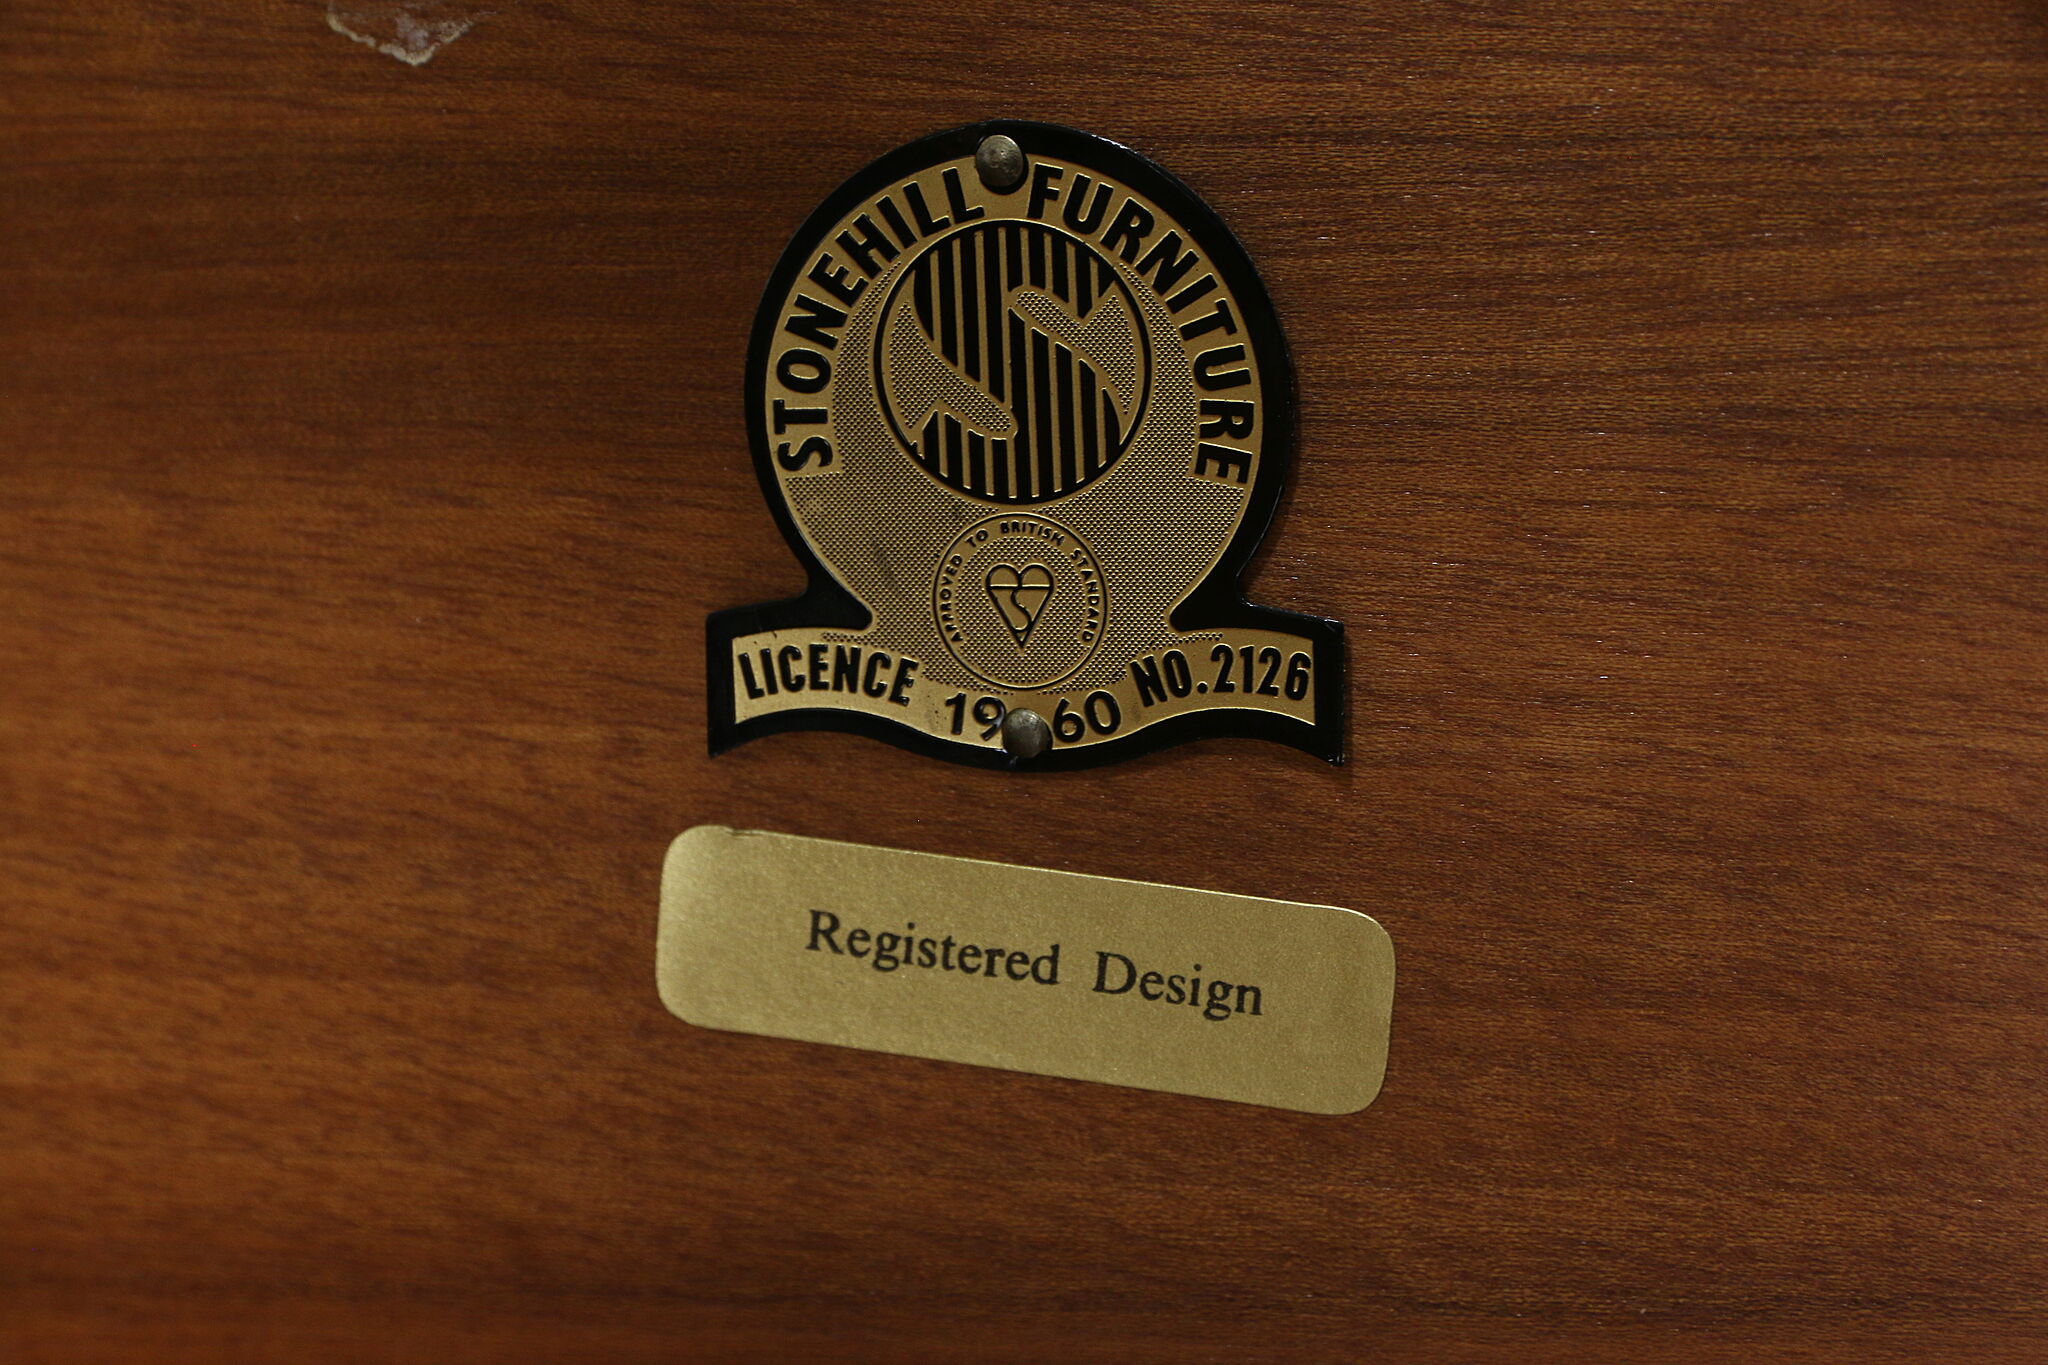 STONEHILL FURNITURE
S
APPROVED TO BRITISH STANDARD
LICENCE 1960 NO.2126
Registered Design